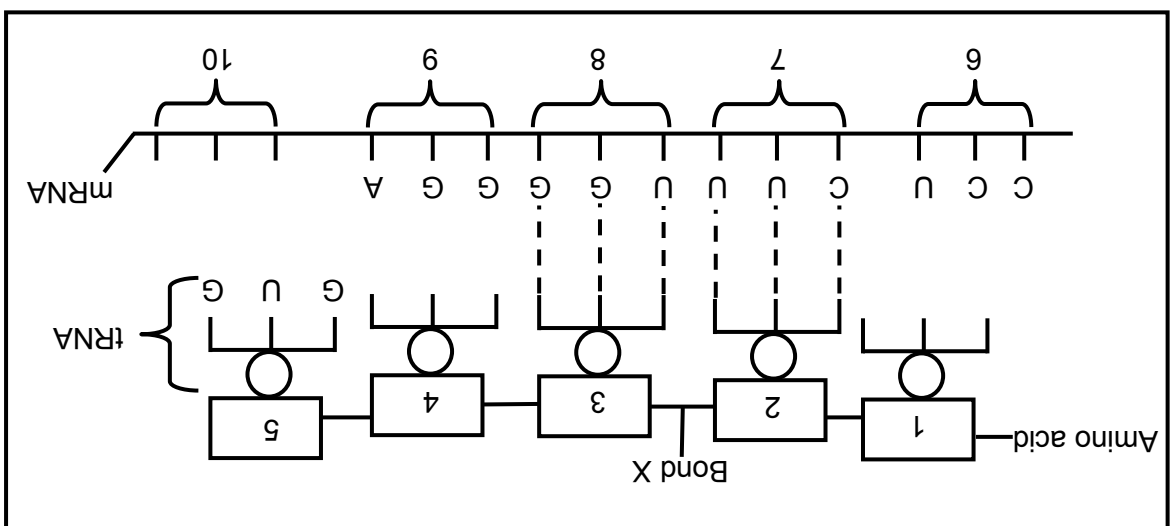 Bond X
Amino acid 1 2 3 4 5
tRNA
G U G
C C U C U U U G G G G A mRNA
6 7 8 9 10